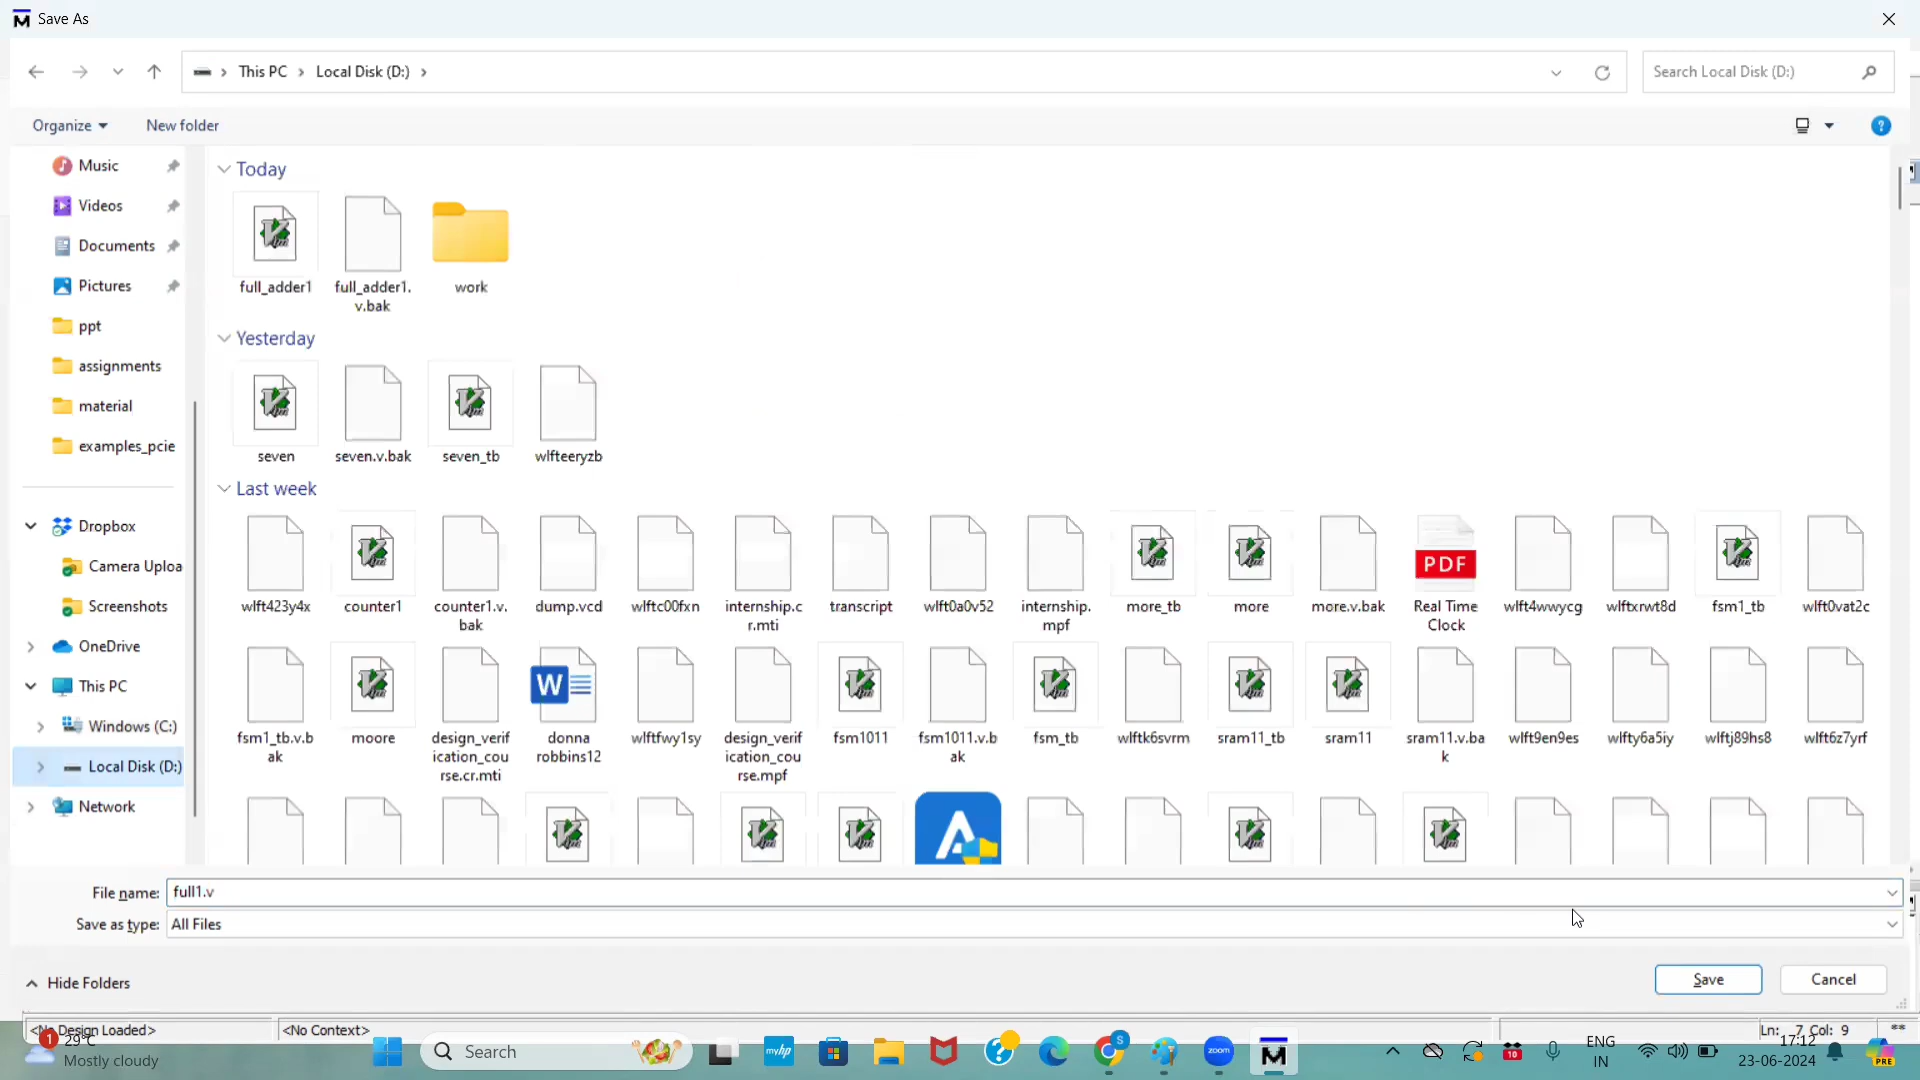 Save As
This PC > Local Disk (D:) >
Search Local Disk (D:)
Organize
New folder
Music
Videos
Documents
Pictures
ppt
assignments
material
examples_pcie
Dropbox
Camera Uploa
Screenshots
OneDrive
This PC
Windows (C:)
Local Disk (D:)
Network
Today
full_adder1
full_adder1.
v.bak
work
Yesterday
seven
seven.v.bak
seven_tb
wlfteeryzb
Last week
wlft423y4x
counter1
counter1.v.
bak
dump.vcd
wlftc00fxn
internship.c
r.mti
transcript
wlft0a0v52
internship.
mpf
more_tb
more
more.v.bak
PDF
Real Time
Clock
wlft4wwycg
wlftxrwt8d
fsm1_tb
wlft0vat2c
fsm1_tb.v.b
ak
moore
design_verif
ication_cou
rse.cr.mti
W
donna
robbins12
wlftfwy1sy
design_verif
ication_cou
rse.mpf
fsm1011
fsm1011.v.b
ak
fsm_tb
wlftk6svrm
sram11_tb
sram11
sram11.v.ba
k
wlft9en9es
wlfty6a5iy
wlftj89hs8
wlft6z7yrf
File name: full1.v
Save as type: All Files
Hide Folders
Save
Cancel
<No Design Loaded>
<No Context>
Ln: 7 Col: 9
1
29°C
Mostly cloudy
Search
myhp
S
zoom
10
ENG
IN
17:12
23-06-2024
PRE